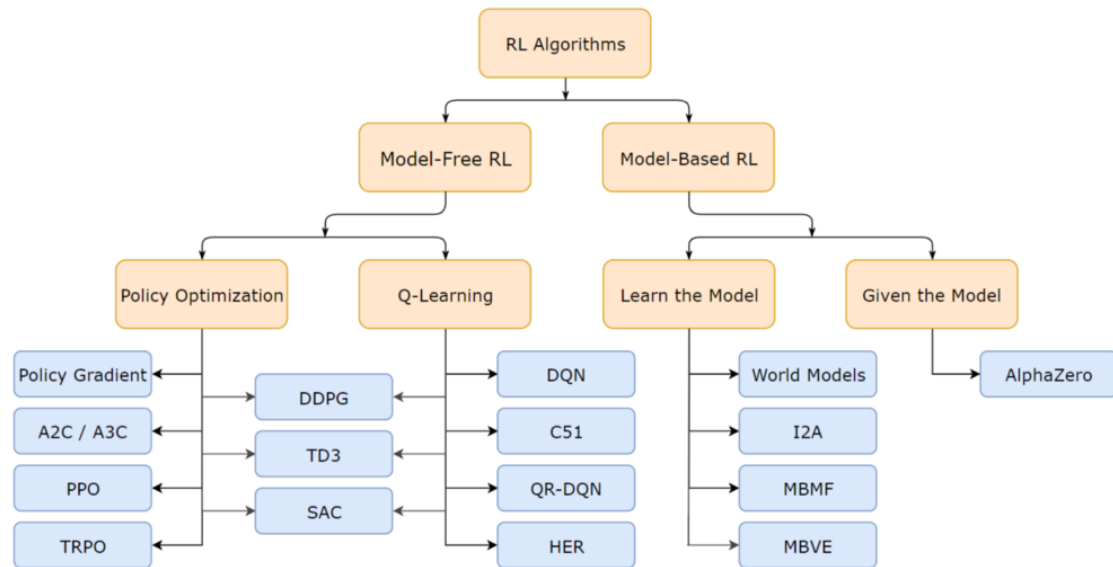 RL Algorithms
Model-Free RL
Model-Based RL
Policy Optimization
Q-Learning
Learn the Model
Given the Model
Policy Gradient
DDPG
DQN
World Models
AlphaZero
A2C / A3C
TD3
C51
I2A
PPO
SAC
QR-DQN
MBMF
TRPO
HER
MBVE